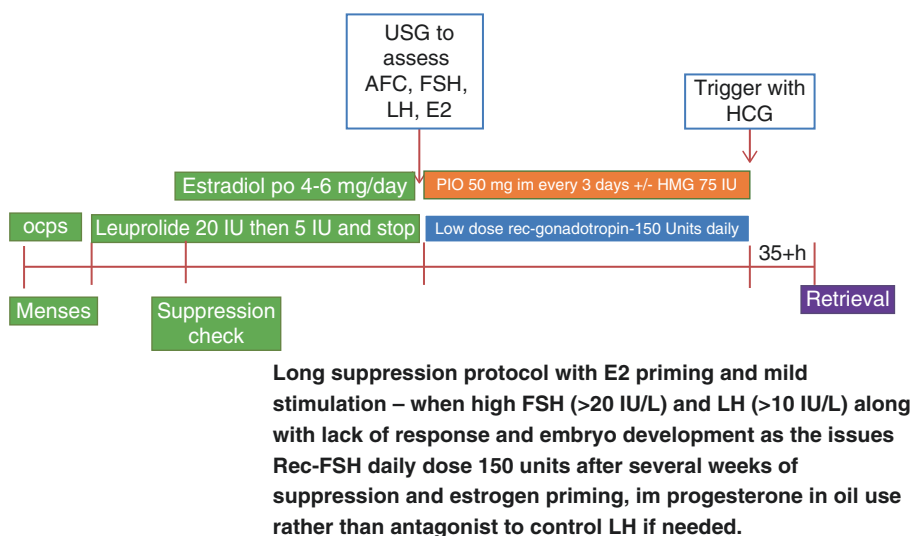 USG to
assess
AFC, FSH,
LH, E2
Trigger with
HCG
Estradiol po 4-6 mg/day
PIO 50 mg im every 3 days +/- HMG 75 IU
ocps
Leuprolide 20 IU then 5 IU and stop
Low dose rec-gonadotropin-150 Units daily
35+h
Menses
Suppression
check
Retrieval
Long suppression protocol with E2 priming and mild
stimulation – when high FSH (>20 IU/L) and LH (>10 IU/L) along
with lack of response and embryo development as the issues
Rec-FSH daily dose 150 units after several weeks of
suppression and estrogen priming, im progesterone in oil use
rather than antagonist to control LH if needed.